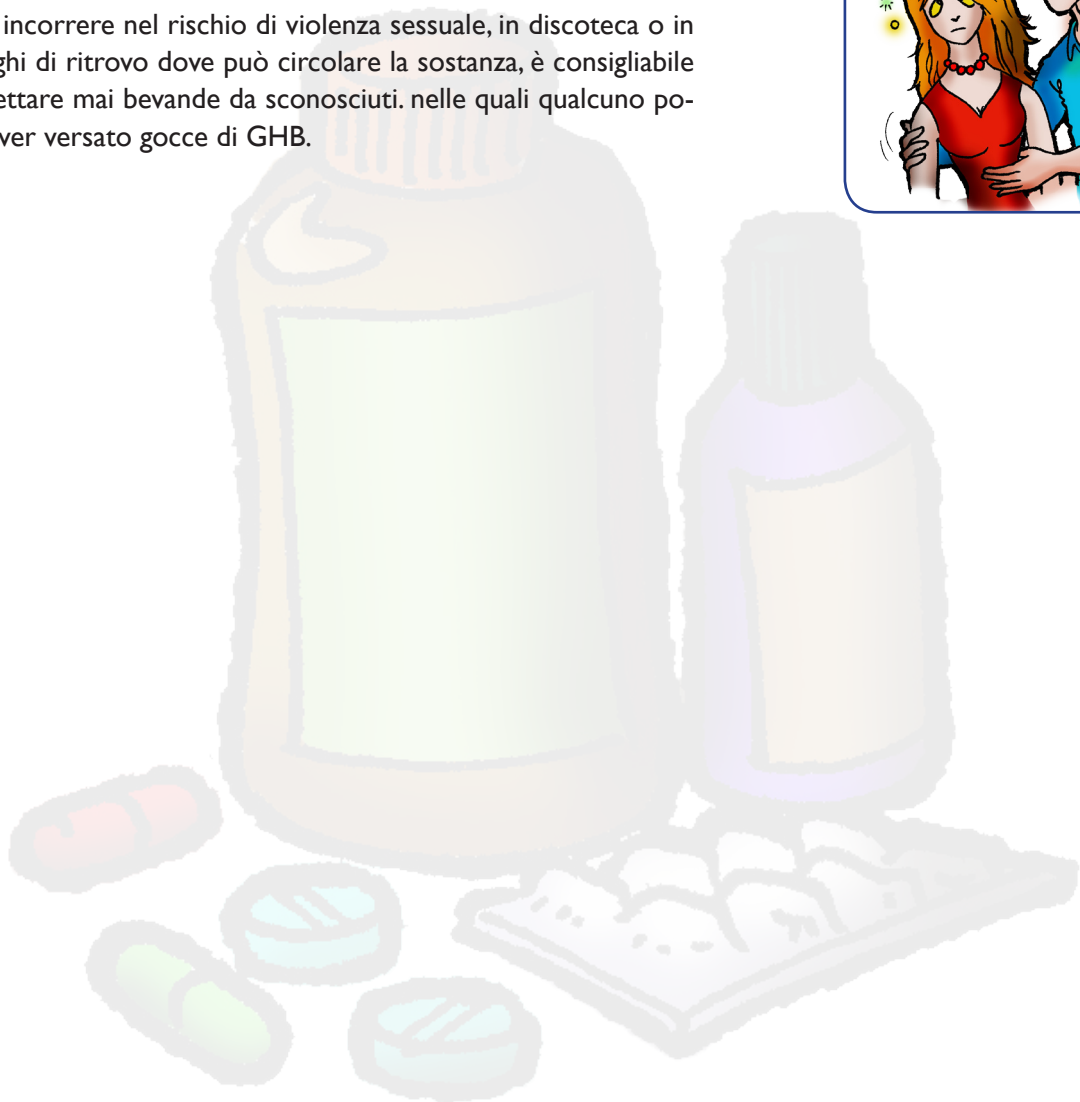 incorrere nel rischio di violenza sessuale, in discoteca o in
ghi di ritrovo dove può circolare la sostanza, è consigliabile
ettare mai bevande da sconosciuti. nelle quali qualcuno po-
ver versato gocce di GHB.